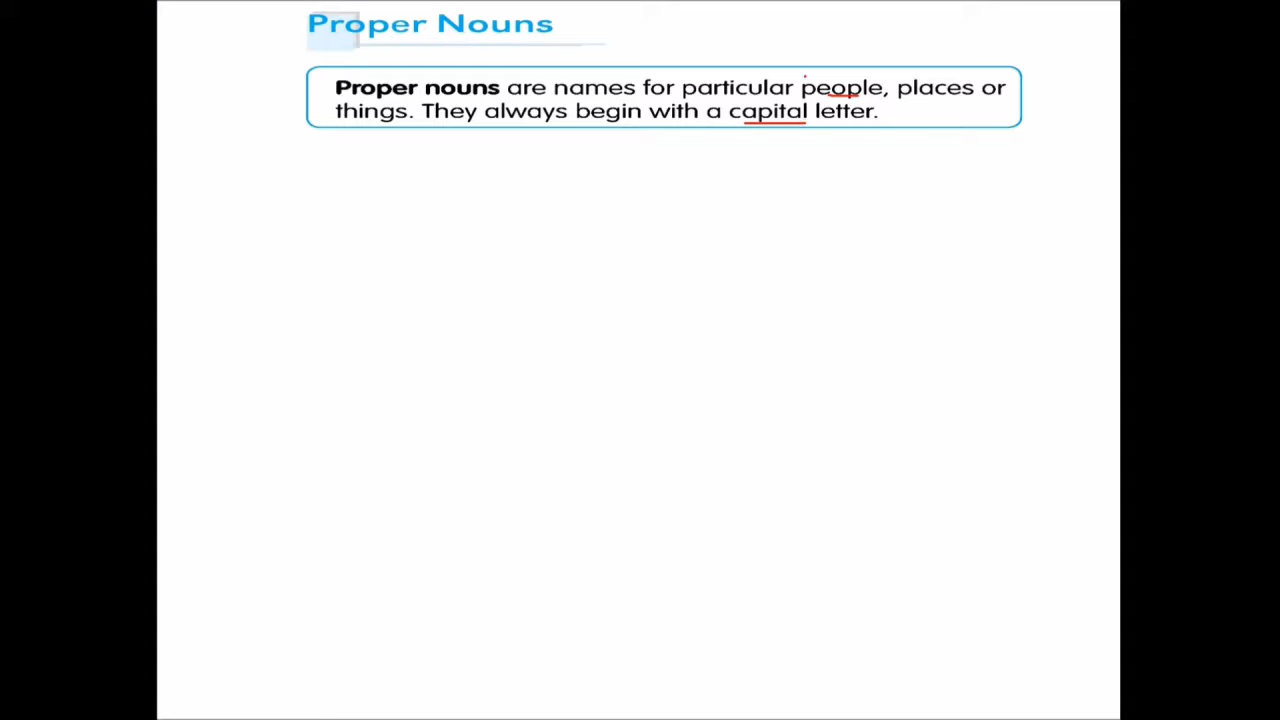 Proper Nouns
Proper nouns are names for particular people, places or
things. They always begin with a capital letter.